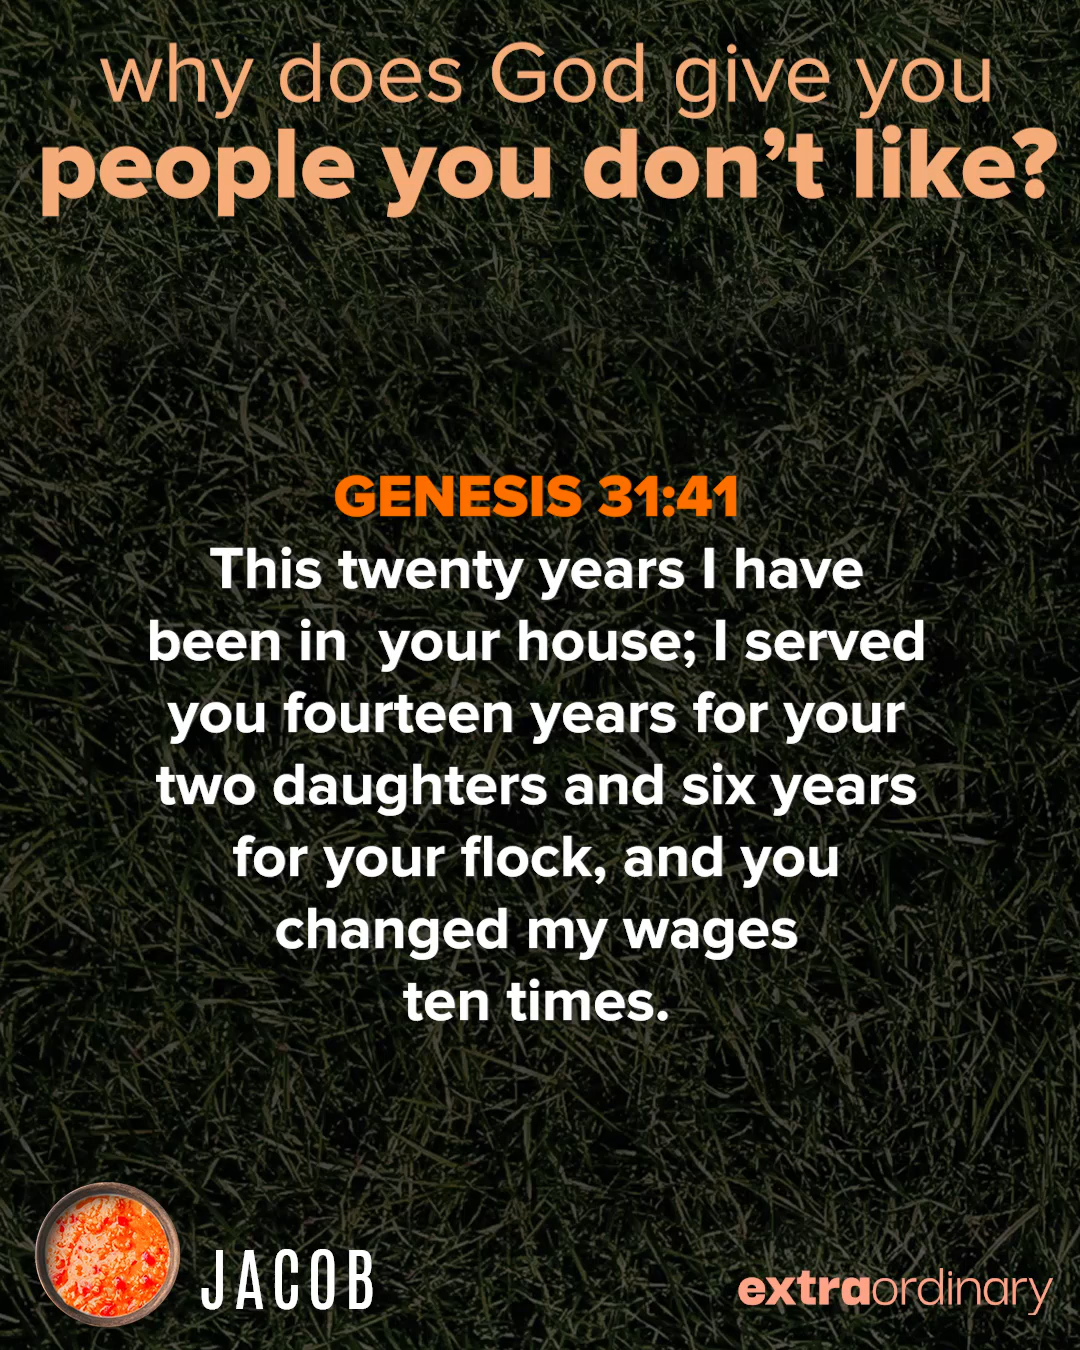 why does God give you
people you don't like?
GENESIS 31:41
This twenty years I have
been in  your house; I served
you fourteen years for your
two daughters and six years
for your flock, and you
changed my wages
ten times.
JACOB
extraordinary